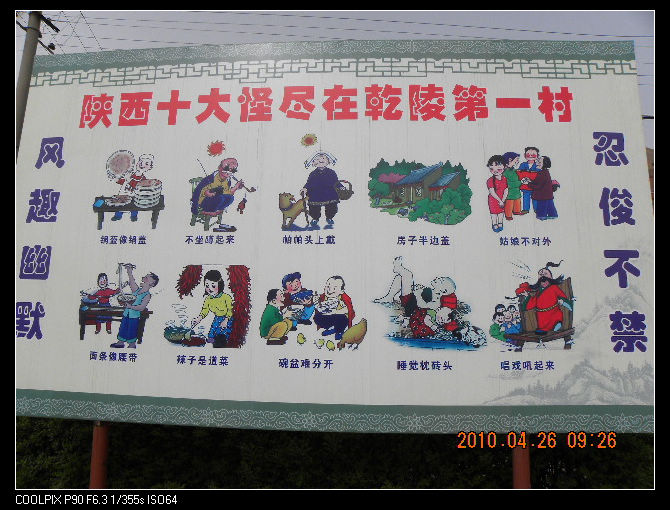 陕西十大怪尽在乾陵第一村
风趣幽默
忍俊不禁
锅盔像锅盖
不坐蹲起来
帕帕头上戴
房子半边盖
姑娘不对外
面条像腰带
辣子是道菜
碗盆难分开
睡觉枕砖头
唱戏吼起来
2010.04.26 09:26
COOLPIX P90 F6.3 1/355s ISO64